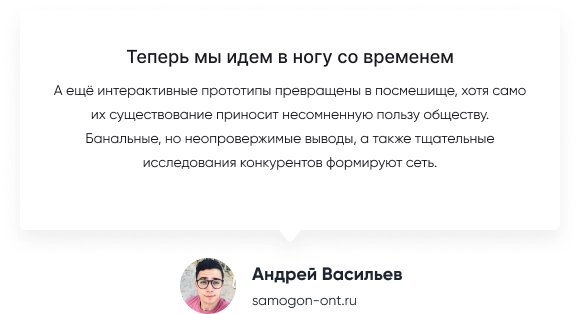 Теперь мы идем в ногу со временем
А ещё интерактивные прототипы превращены в посмешище, хотя само
их существование приносит несомненную пользу обществу.
Банальные, но неопровержимые выводы, а также тщательные
исследования конкурентов формируют сеть.
Андрей Васильев
samogon-ont.ru